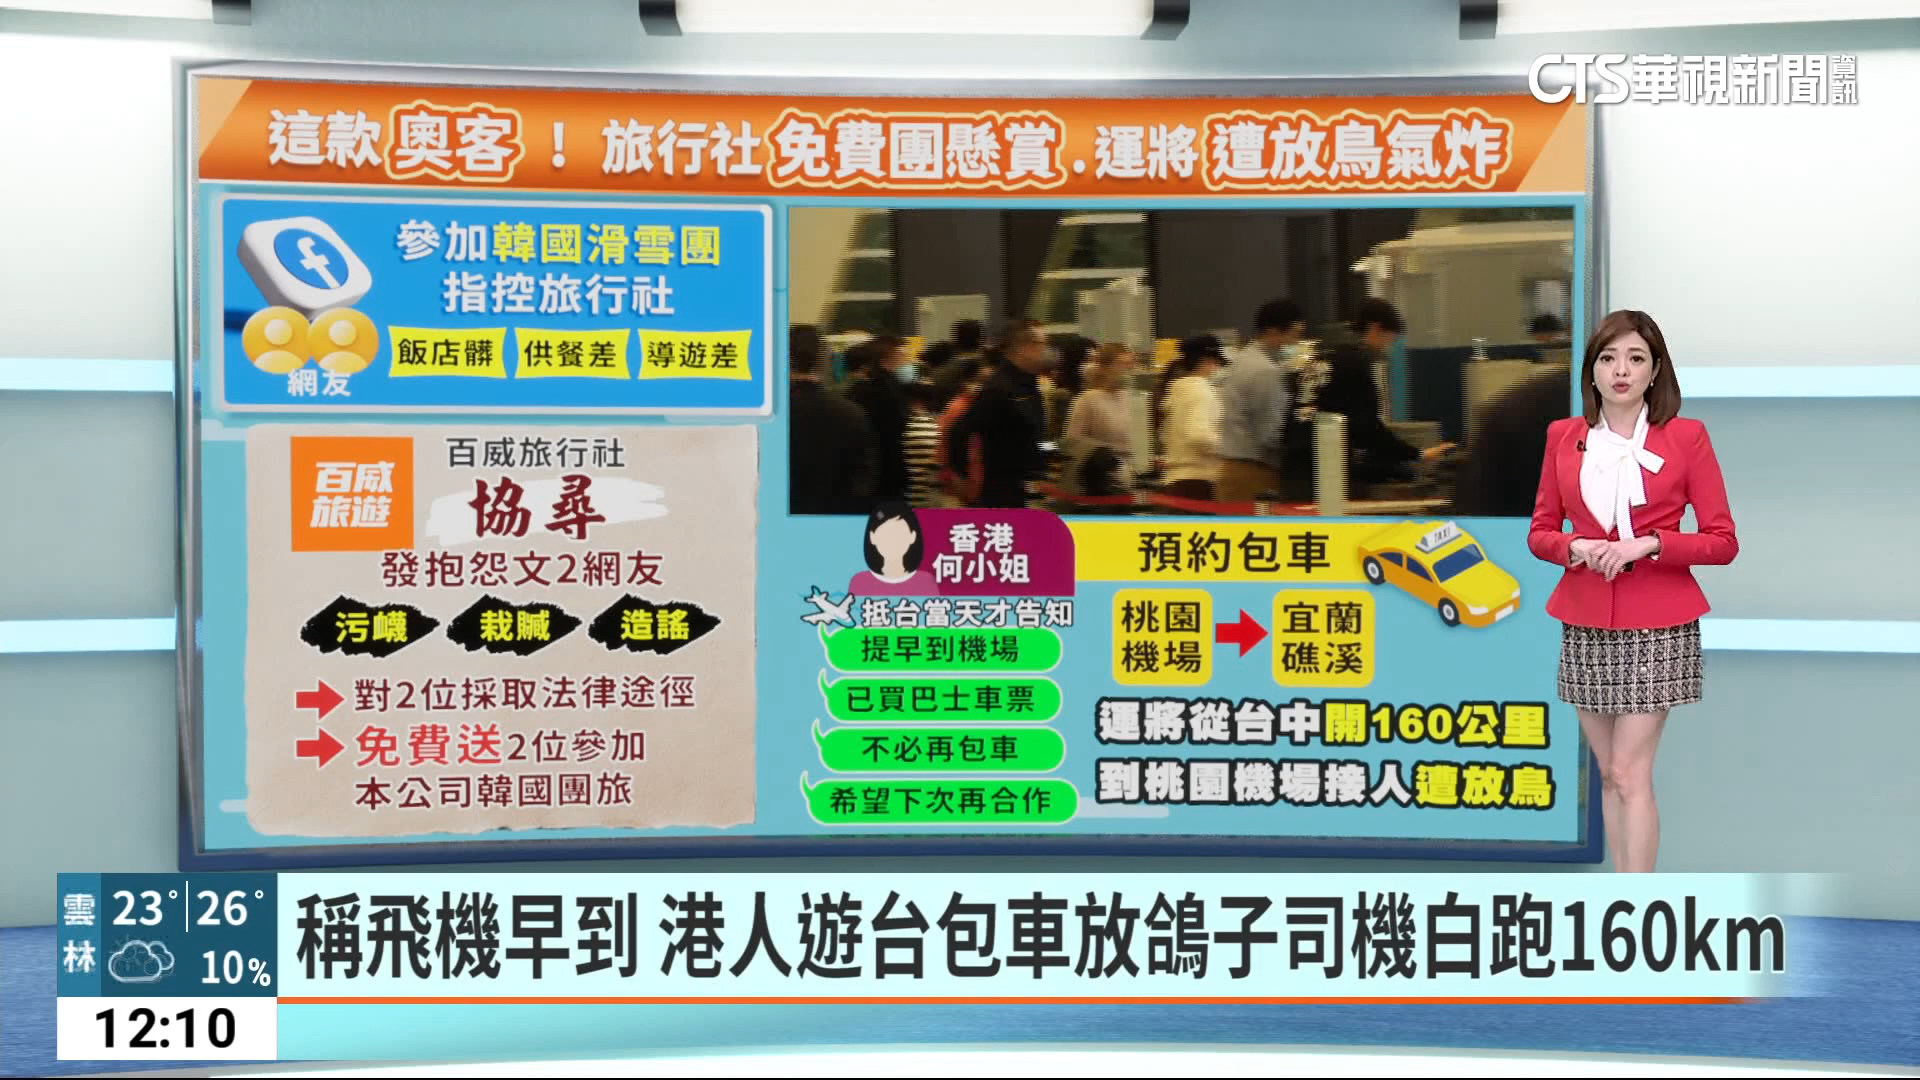 CTS華視新聞資訊
這款奧客！旅行社免費團懸賞.運將遭放鳥氣炸
參加韓國滑雪團
指控旅行社
飯店髒 供餐差 導遊差
網友
百威旅遊
百威旅行社
協尋
發抱怨文2網友
污衊 栽贓 造謠
對2位採取法律途徑
免費送2位參加
本公司韓國團旅
香港
何小姐
抵台當天才告知
提早到機場
已買巴士車票
不必再包車
希望下次再合作
預約包車
TAXI
桃園機場
宜蘭礁溪
運將從台中開160公里
到桃園機場接人遭放鳥
雲林 23° 26°
10%
12:10
稱飛機早到 港人遊台包車放鴿子司機白跑160km